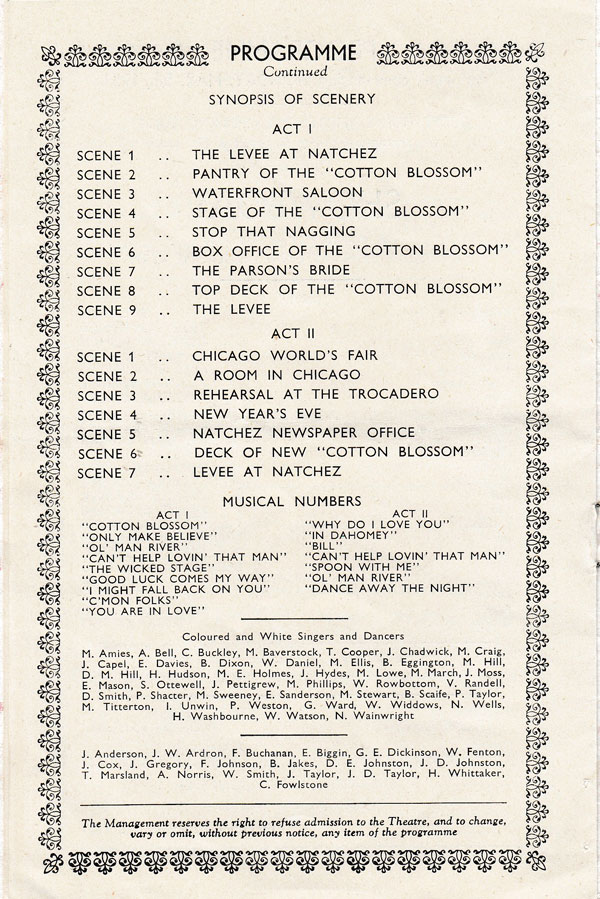 PROGRAMME
Continued
SYNOPSIS OF SCENERY
ACT I
SCENE 1 .. THE LEVEE AT NATCHEZ
SCENE 2 .. PANTRY OF THE "COTTON BLOSSOM"
SCENE 3 .. WATERFRONT SALOON
SCENE 4 .. STAGE OF THE "COTTON BLOSSOM"
SCENE 5 .. STOP THAT NAGGING
SCENE 6 .. BOX OFFICE OF THE "COTTON BLOSSOM"
SCENE 7 .. THE PARSON'S BRIDE
SCENE 8 .. TOP DECK OF THE "COTTON BLOSSOM"
SCENE 9 .. THE LEVEE
ACT II
SCENE 1 .. CHICAGO WORLD'S FAIR
SCENE 2 .. A ROOM IN CHICAGO
SCENE 3 .. REHEARSAL AT THE TROCADERO
SCENE 4 .. NEW YEAR'S EVE
SCENE 5 .. NATCHEZ NEWSPAPER OFFICE
SCENE 6 .. DECK OF NEW "COTTON BLOSSOM"
SCENE 7 .. LEVEE AT NATCHEZ
MUSICAL NUMBERS
ACT I
"COTTON BLOSSOM"
"ONLY MAKE BELIEVE"
"OL' MAN RIVER"
"CAN'T HELP LOVIN' THAT MAN"
"THE WICKED STAGE"
"GOOD LUCK COMES MY WAY"
"I MIGHT FALL BACK ON YOU"
"C'MON FOLKS"
"YOU ARE IN LOVE"
ACT II
"WHY DO I LOVE YOU"
"IN DAHOMEY"
"BILL"
"CAN'T HELP LOVIN' THAT MAN"
"SPOON WITH ME"
"OL' MAN RIVER"
"DANCE AWAY THE NIGHT"
Coloured and White Singers and Dancers
M. Amies, A. Bell, C. Buckley, M. Baverstock, T. Cooper, J. Chadwick, M. Craig,
J. Capel, E. Davies, B. Dixon, W. Daniel, M. Ellis, B. Eggington, M. Hill,
D. M. Hill, H. Hudson, M. E. Holmes, J. Hydes, M. Lowe, M. March, J. Moss,
E. Mason, S. Ottewell, J. Pettigrew, M. Phillips, W. Rowbottom, V. Randell,
D. Smith, P. Shacter, M. Sweeney, E. Sanderson, M. Stewart, B. Scaife, P. Taylor,
M. Titterton, I. Unwin, P. Weston, G. Ward, W. Widdows, N. Wells,
H. Washbourne, W. Watson, N. Wainwright
J. Anderson, J. W. Ardron, F. Buchanan, E. Biggin, G. E. Dickinson, W. Fenton,
J. Cox, J. Gregory, F. Johnson, B. Jakes, D. E. Johnston, J. D. Johnston,
T. Marsland, A. Norris, W. Smith, J. Taylor, J. D. Taylor, H. Whittaker,
C. Fowlstone
The Management reserves the right to refuse admission to the Theatre, and to change,
vary or omit, without previous notice, any item of the programme